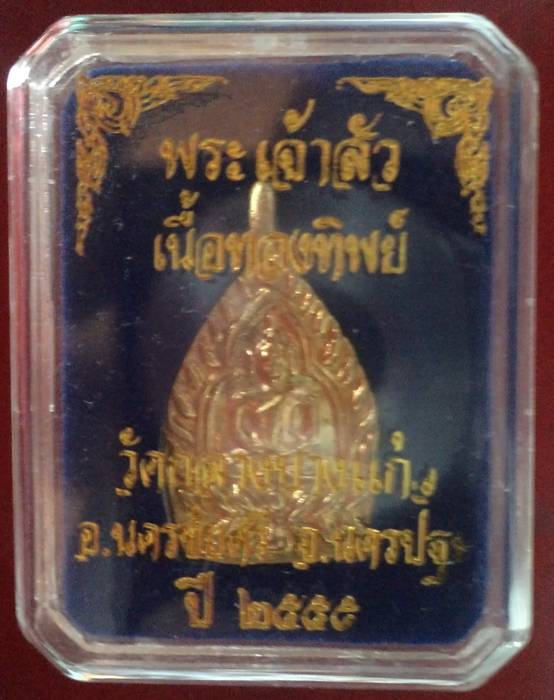 พระเจ้าสัว
เนื้อทองทิพย์
วัดกลางบางแก้ว
อ.นครชัยศรี จ.นครปฐม
ปี ๒๕๕๕